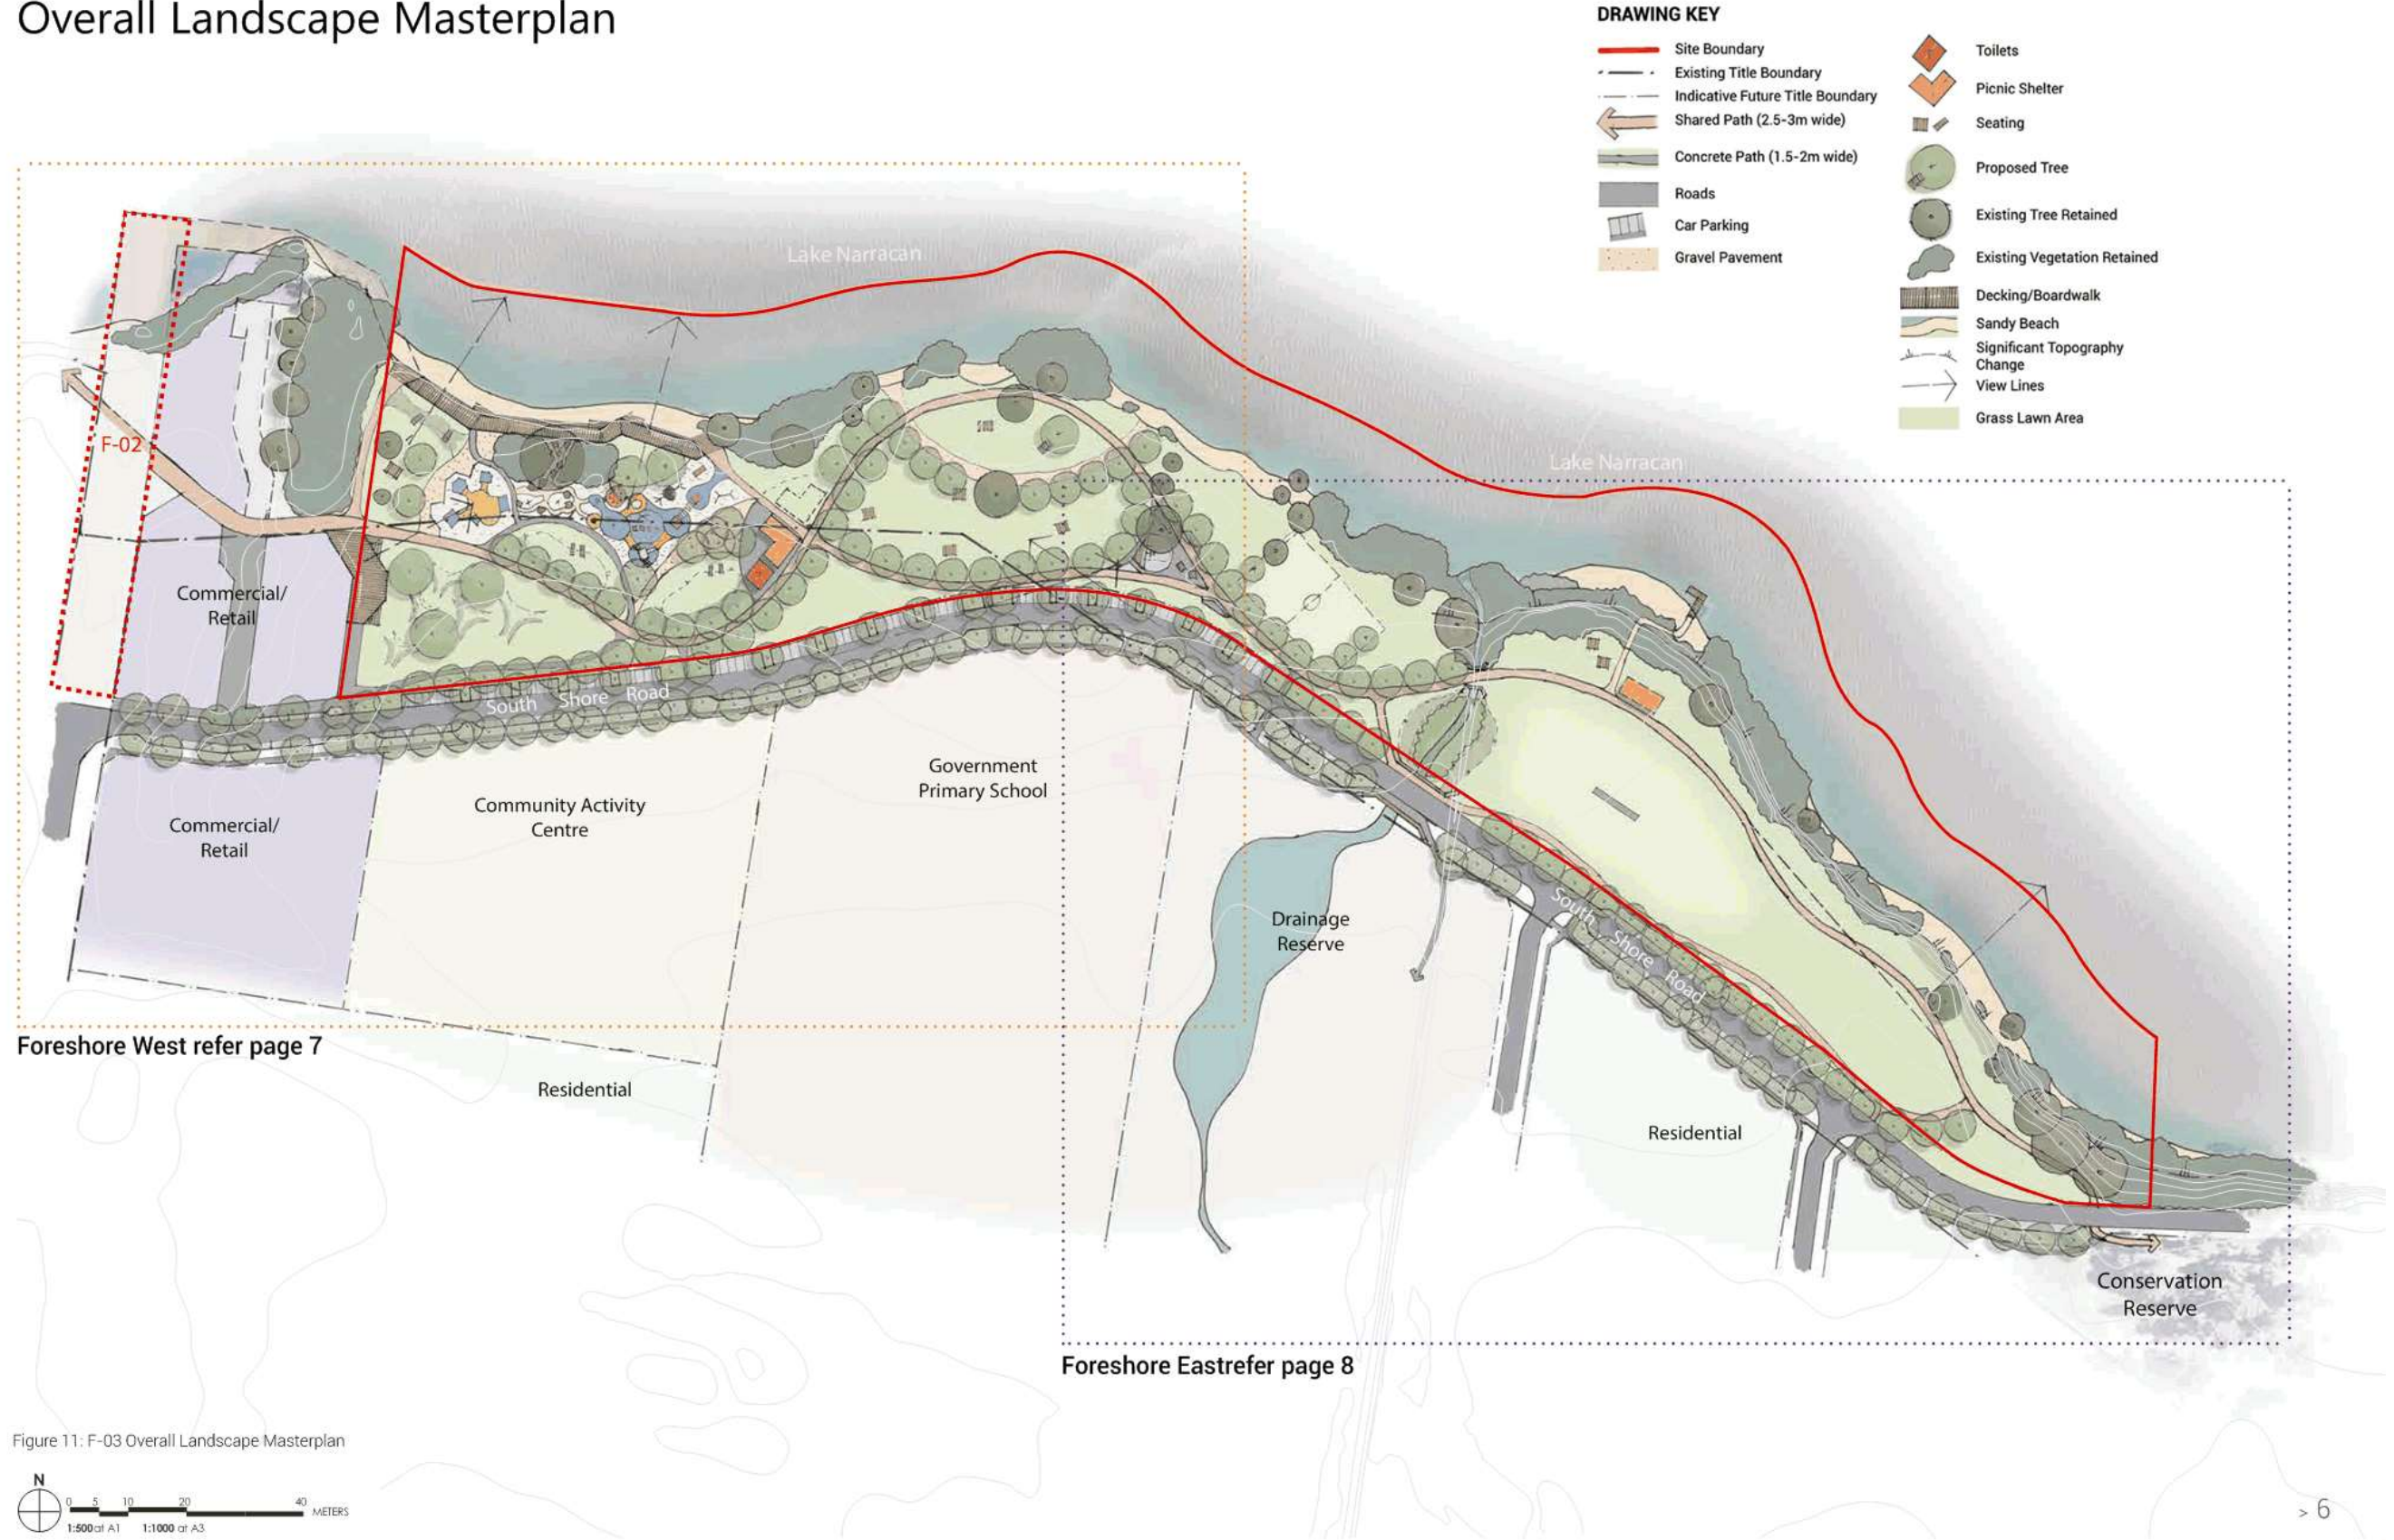 Overall Landscape Masterplan
DRAWING KEY
Site Boundary
Existing Title Boundary
Indicative Future Title Boundary
Shared Path (2.5-3m wide)
Concrete Path (1.5-2m wide)
Roads
Car Parking
Gravel Pavement
Toilets
Picnic Shelter
Seating
Proposed Tree
Existing Tree Retained
Existing Vegetation Retained
Decking/Boardwalk
Sandy Beach
Significant Topography
Change
View Lines
Grass Lawn Area
Lake Narracan
Lake Narracan
F-02
Commercial/
Retail
South Shore Road
Commercial/
Retail
Community Activity
Centre
Government
Primary School
Drainage
Reserve
South Shore Road
Foreshore West refer page 7
Residential
Residential
Conservation
Reserve
Foreshore Eastrefer page 8
Figure 11: F-03 Overall Landscape Masterplan
N
0 5 10 20 40
METERS
1:500 at A1 1:1000 at A3
> 6